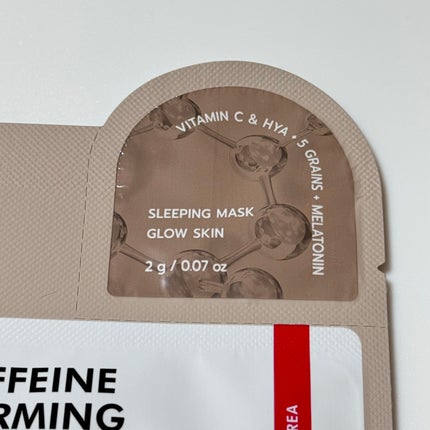 VITAMIN C & HYA + 5 GRAINS + MELATONIN
SLEEPING MASK
GLOW SKIN
2 g / 0.07 oz
FFEINE
RMING
REA